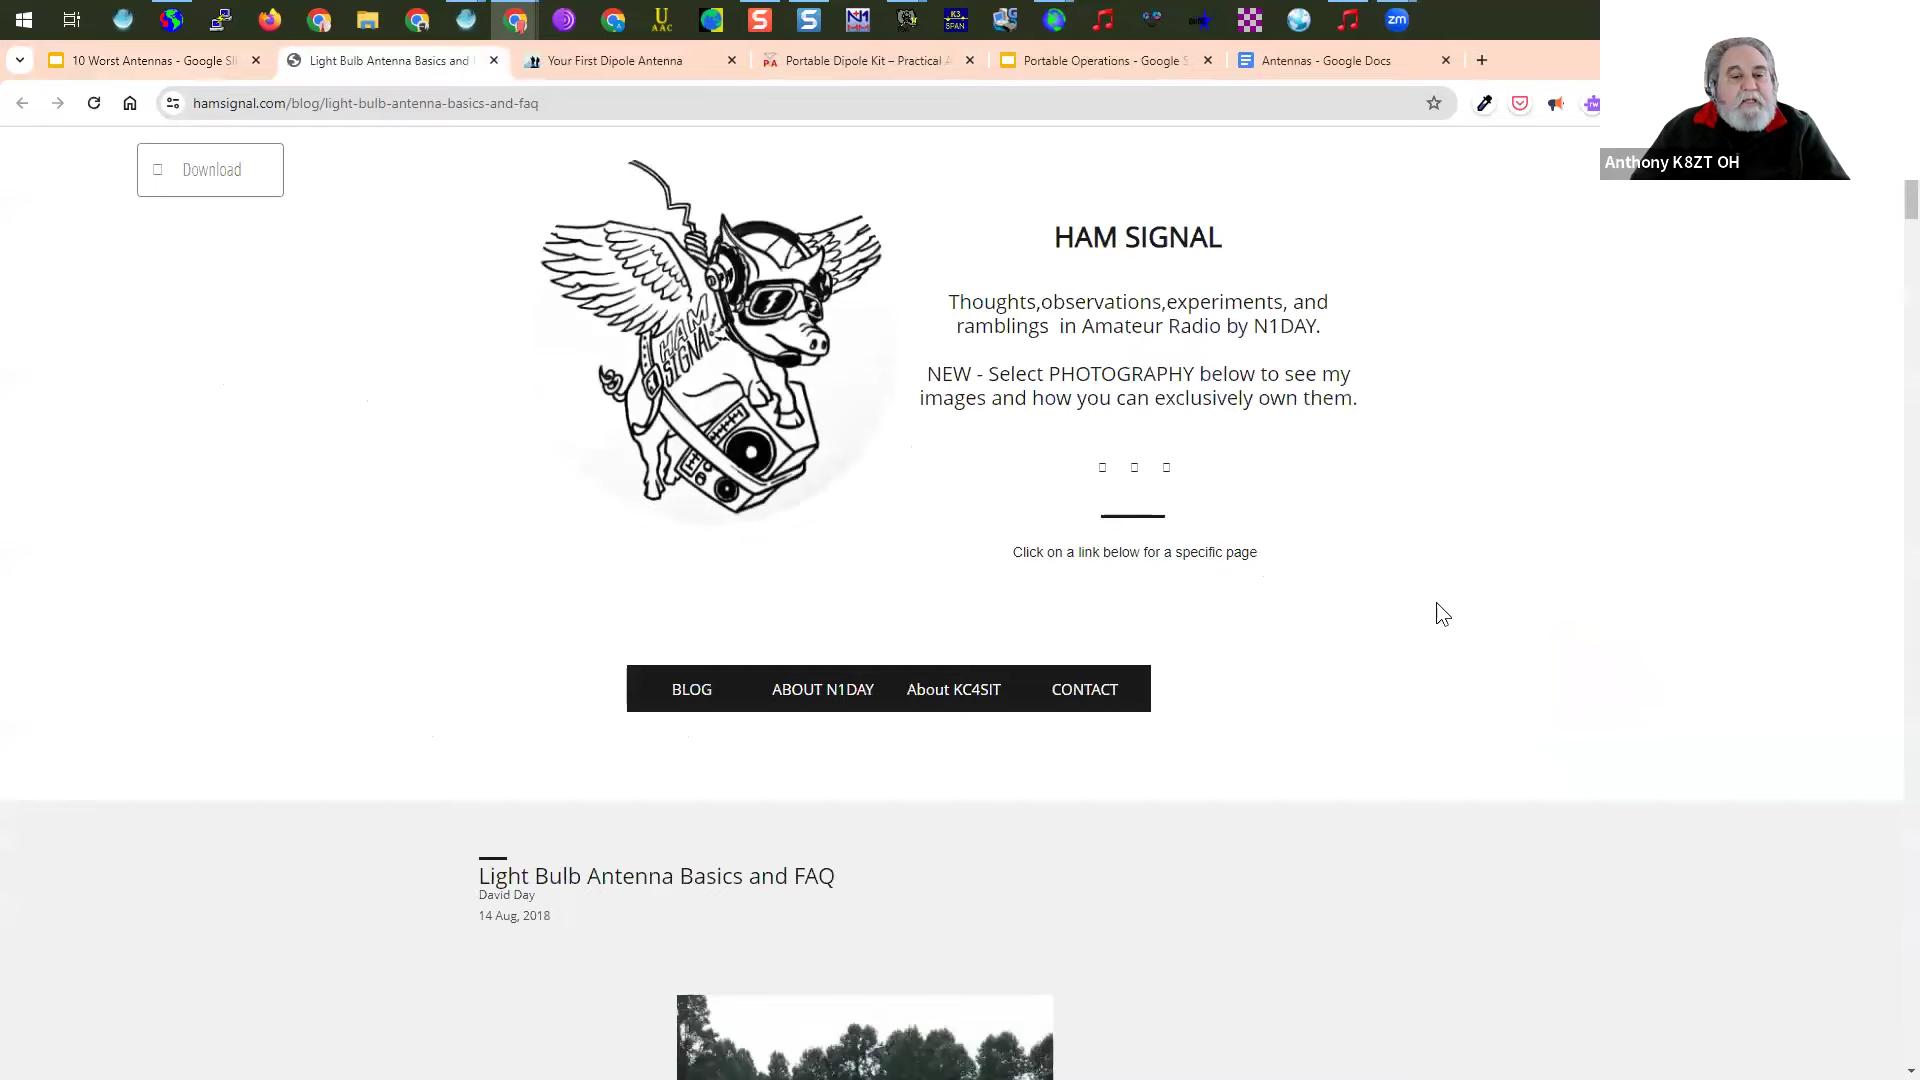 10 Worst Antennas - Google Sli
Light Bulb Antenna Basics and
Your First Dipole Antenna
Portable Dipole Kit – Practical A
Portable Operations - Google S
Antennas - Google Docs
hamsignal.com/blog/light-bulb-antenna-basics-and-faq
Anthony K8ZT OH
Download
HAM SIGNAL
HAM SIGNAL
Thoughts,observations,experiments, and
ramblings in Amateur Radio by N1DAY.
NEW - Select PHOTOGRAPHY below to see my
images and how you can exclusively own them.
Click on a link below for a specific page
BLOG ABOUT N1DAY About KC4SIT CONTACT
Light Bulb Antenna Basics and FAQ
David Day
14 Aug, 2018